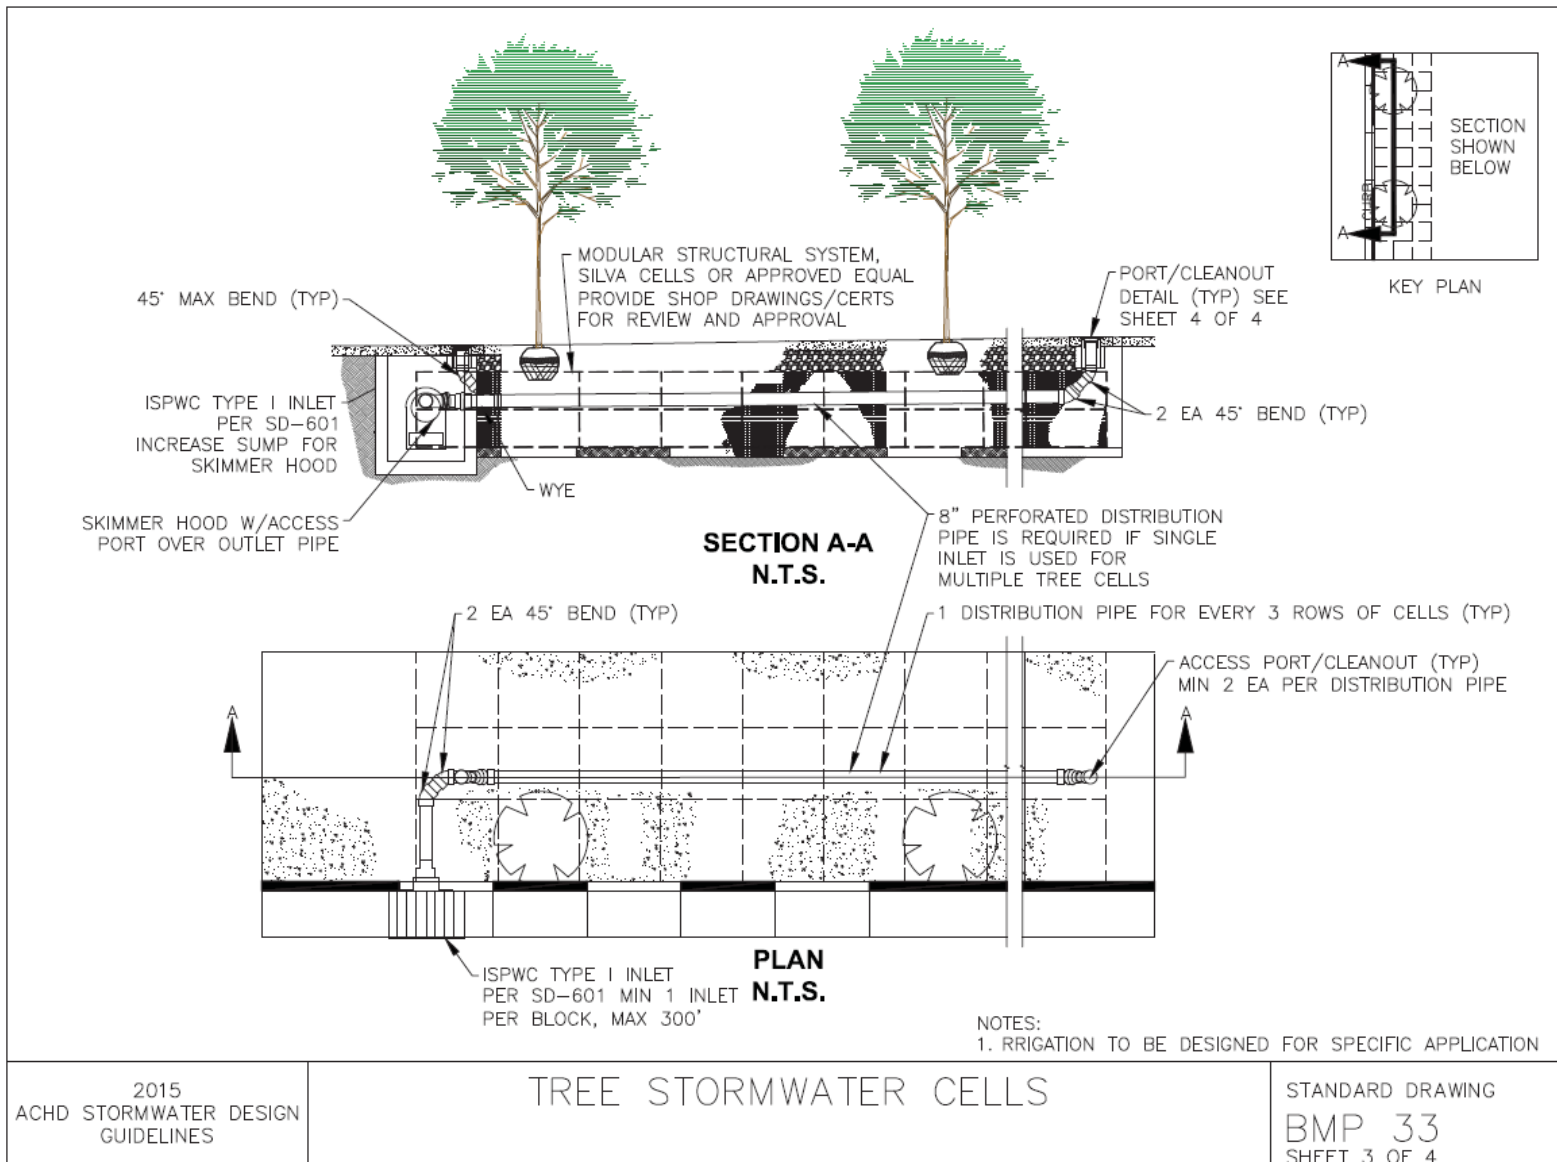 A
SECTION
SHOWN
BELOW
CURB
A
KEY PLAN
MODULAR STRUCTURAL SYSTEM,
SILVA CELLS OR APPROVED EQUAL
PROVIDE SHOP DRAWINGS/CERTS
FOR REVIEW AND APPROVAL
PORT/CLEANOUT
DETAIL (TYP) SEE
SHEET 4 OF 4
45° MAX BEND (TYP)
ISPWC TYPE I INLET
PER SD-601
INCREASE SUMP FOR
SKIMMER HOOD
2 EA 45° BEND (TYP)
WYE
SKIMMER HOOD W/ACCESS
PORT OVER OUTLET PIPE
SECTION A-A
N.T.S.
8" PERFORATED DISTRIBUTION
PIPE IS REQUIRED IF SINGLE
INLET IS USED FOR
MULTIPLE TREE CELLS
2 EA 45° BEND (TYP)
1 DISTRIBUTION PIPE FOR EVERY 3 ROWS OF CELLS (TYP)
ACCESS PORT/CLEANOUT (TYP)
MIN 2 EA PER DISTRIBUTION PIPE
A
A
ISPWC TYPE I INLET
PER SD-601 MIN 1 INLET
PER BLOCK, MAX 300'
PLAN
N.T.S.
NOTES:
1. RRIGATION TO BE DESIGNED FOR SPECIFIC APPLICATION
2015
ACHD STORMWATER DESIGN
GUIDELINES
TREE STORMWATER CELLS
STANDARD DRAWING
BMP 33
SHEET 3 OF 4